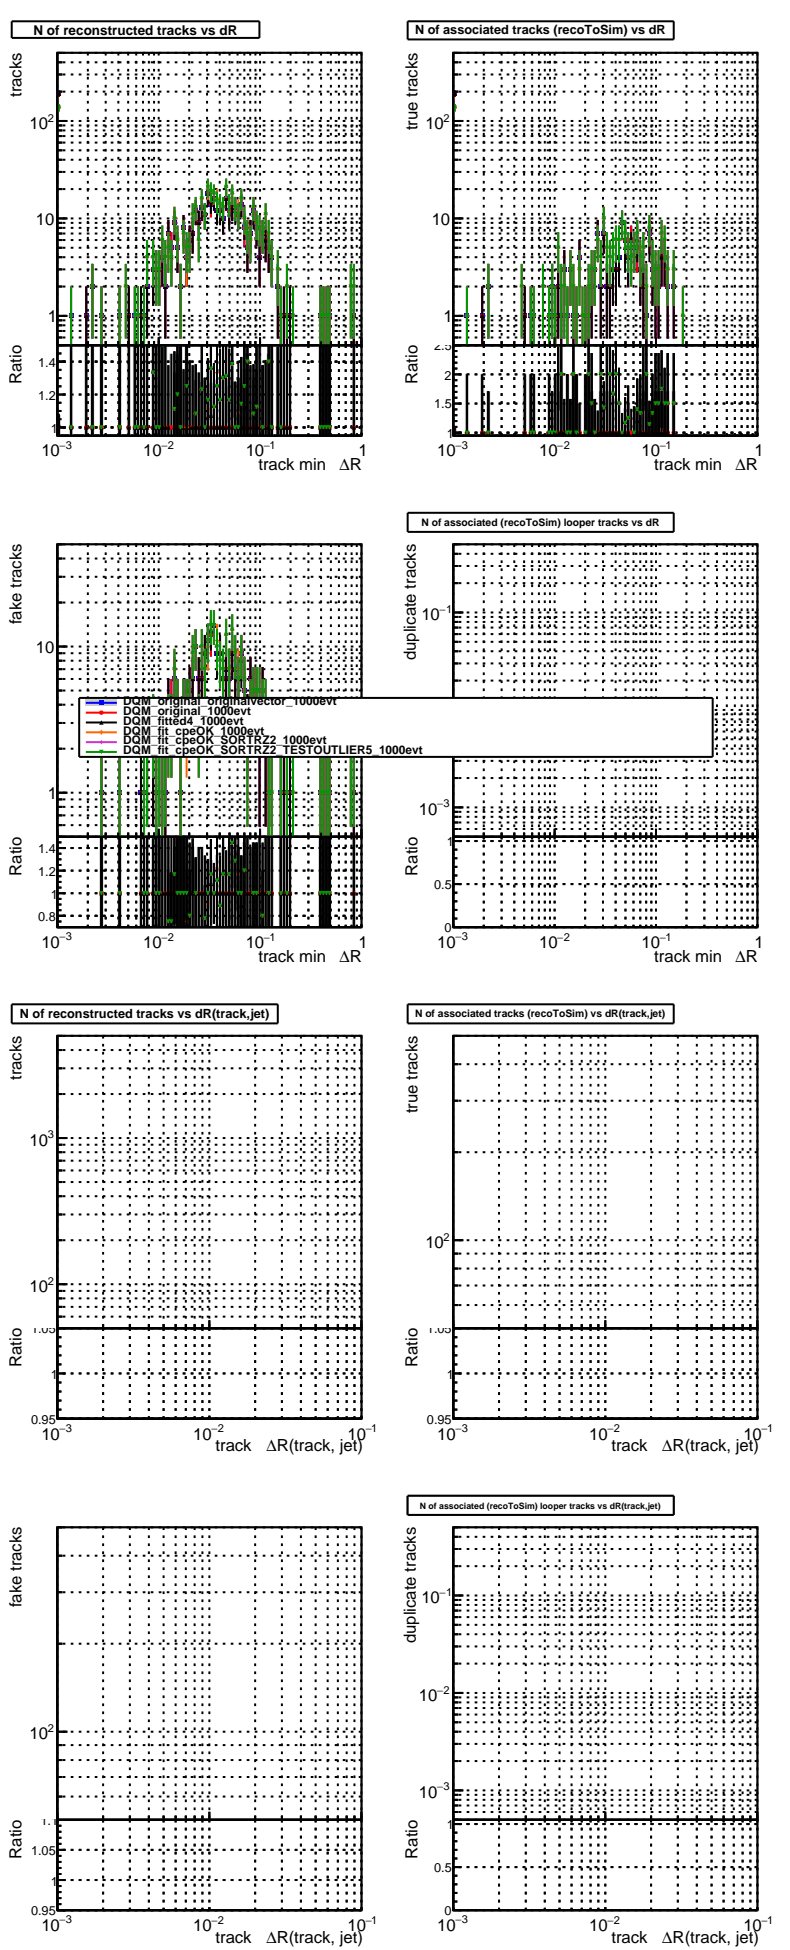 N of reconstructed tracks vs dR
tracks
10²
10
1
Ratio
1.4
1.2
1
10⁻³ 10⁻² 10⁻¹ 1
track min ΔR
N of associated tracks (recoToSim) vs dR
true tracks
10²
10
1
Ratio
2.5
2
1.5
1
10⁻³ 10⁻² 10⁻¹ 1
track min ΔR
fake tracks
10
1
Ratio
1.4
1.2
1
0.8
10⁻³ 10⁻² 10⁻¹ 1
track min ΔR
N of associated (recoToSim) looper tracks vs dR
duplicate tracks
10⁻¹
10⁻³
Ratio
1
0.5
0
10⁻³ 10⁻² 10⁻¹ 1
track min ΔR
DQM_original_originalvector_1000evt
DQM_original_1000evt
DQM_fitted4_1000evt
DQM_fit_cpeOK_1000evt
DQM_fit_cpeOK_SORTRZ2_1000evt
DQM_fit_cpeOK_SORTRZ2_TESTOUTLIER5_1000evt
N of reconstructed tracks vs dR(track,jet)
tracks
10³
10²
Ratio
1.05
1
0.95
10⁻³ 10⁻² 10⁻¹
track ΔR(track, jet)
N of associated tracks (recoToSim) vs dR(track,jet)
true tracks
10²
Ratio
1.05
1
0.95
10⁻³ 10⁻² 10⁻¹
track ΔR(track, jet)
fake tracks
10²
Ratio
1.1
1.05
1
0.95
10⁻³ 10⁻² 10⁻¹
track ΔR(track, jet)
N of associated (recoToSim) looper tracks vs dR(track,jet)
duplicate tracks
10⁻¹
10⁻²
10⁻³
Ratio
1
0.5
0
10⁻³ 10⁻² 10⁻¹
track ΔR(track, jet)